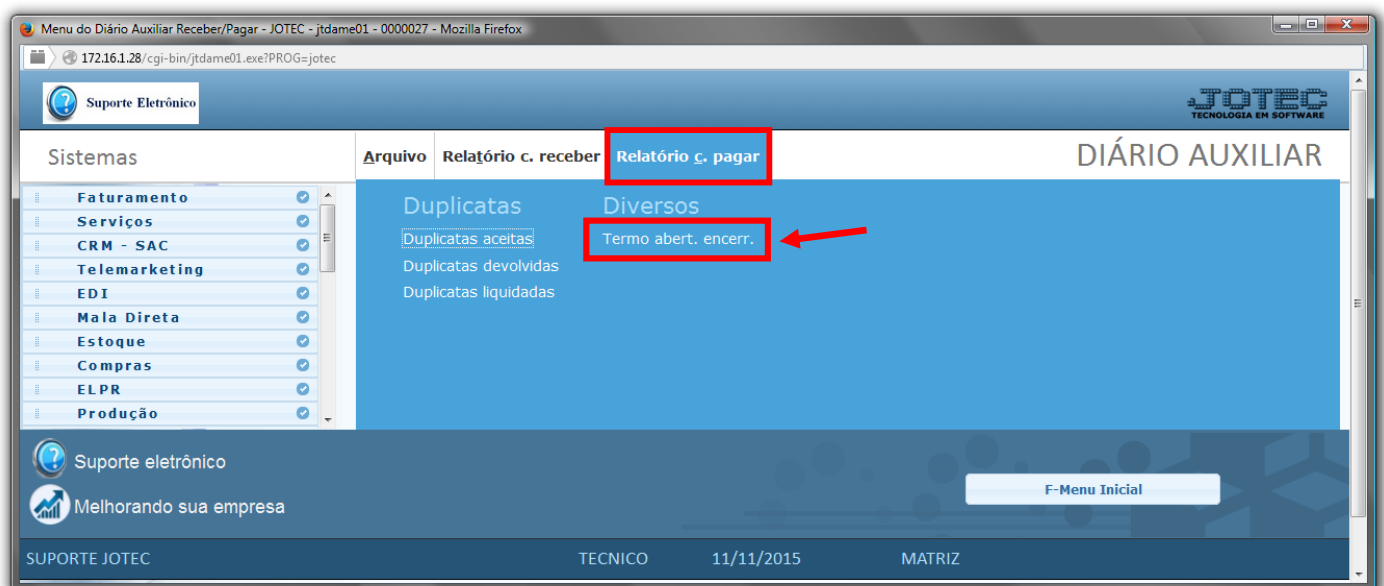 Menu do Diário Auxiliar Receber/Pagar - JOTEC - jtdame01 - 0000027 - Mozilla Firefox
172.16.1.28/cgi-bin/jtdame01.exe?PROG=jotec
Suporte Eletrônico
JOTEC
TECNOLOGIA EM SOFTWARE
Sistemas
Arquivo Relatório c. receber Relatório c. pagar
DIÁRIO AUXILIAR
Faturamento
Serviços
CRM - SAC
Telemarketing
EDI
Mala Direta
Estoque
Compras
ELPR
Produção
Duplicatas
Duplicatas aceitas
Duplicatas devolvidas
Duplicatas liquidadas
Diversos
Termo abert. encerr.
Suporte eletrônico
Melhorando sua empresa
F-Menu Inicial
SUPORTE JOTEC TECNICO 11/11/2015 MATRIZ